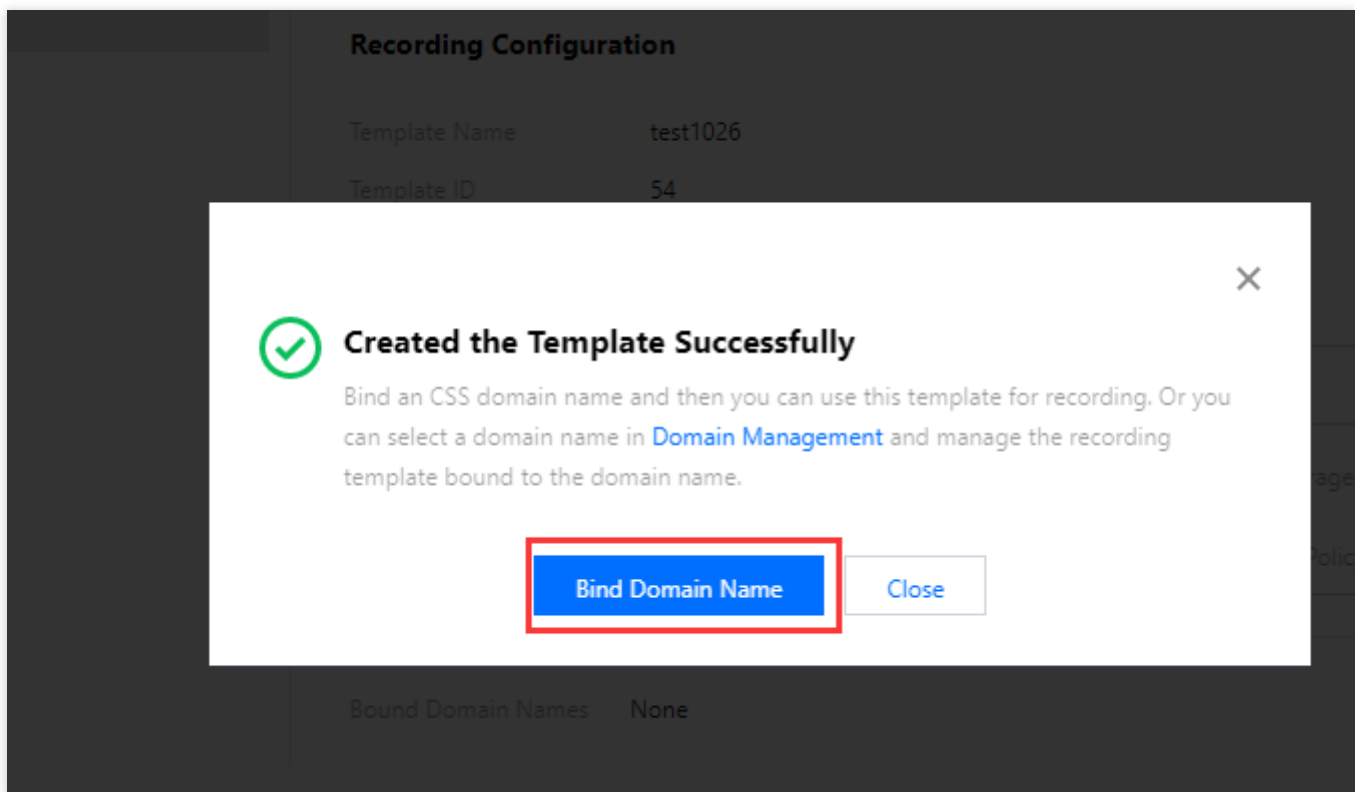 Recording Configuration
Template Name test1026
Template ID 54
Created the Template Successfully
Bind an CSS domain name and then you can use this template for recording. Or you
can select a domain name in Domain Management and manage the recording
template bound to the domain name.
Bind Domain Name Close
Bound Domain Names None